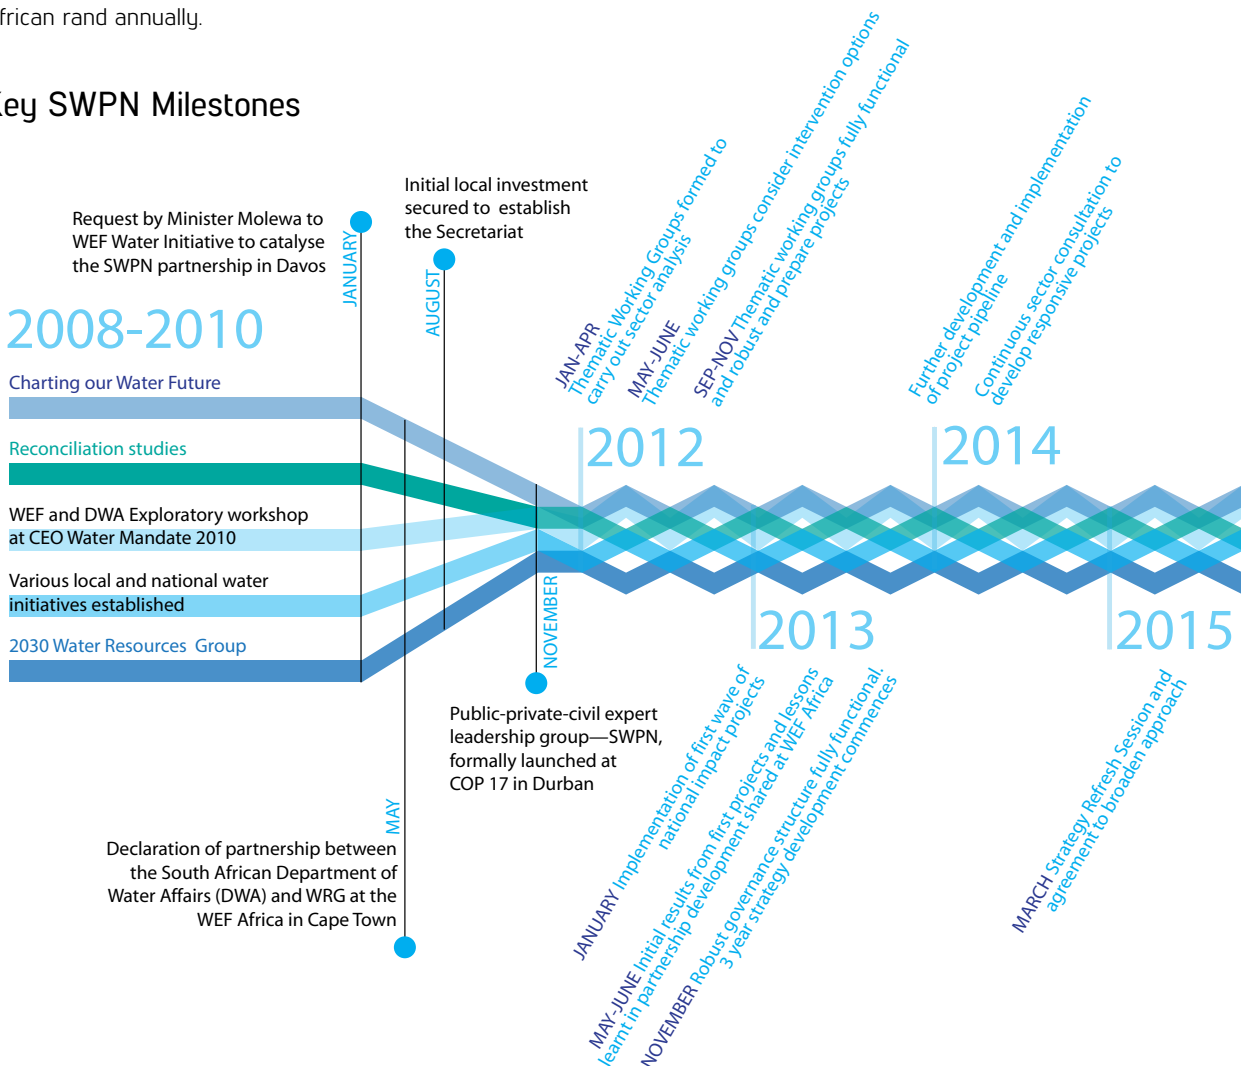 frican rand annually.
Key SWPN Milestones
Request by Minister Molewa to
WEF Water Initiative to catalyse
the SWPN partnership in Davos
JANUARY
Initial local investment
secured to establish
the Secretariat
AUGUST
2008-2010
Charting our Water Future
Reconciliation studies
WEF and DWA Exploratory workshop
at CEO Water Mandate 2010
Various local and national water
initiatives established
2030 Water Resources Group
MAY
Declaration of partnership between
the South African Department of
Water Affairs (DWA) and WRG at the
WEF Africa in Cape Town
NOVEMBER
Public-private-civil expert
leadership group—SWPN,
formally launched at
COP 17 in Durban
2012
JAN-APR
Thematic Working Groups formed to
carry out sector analysis
MAY-JUNE
Thematic working groups consider intervention options
SEP-NOV Thematic working groups fully functional
and robust and prepare projects
2013
JANUARY Implementation of first wave of
national impact projects
MAY-JUNE Initial results from first projects and lessons
learnt in partnership development shared at WEF Africa
NOVEMBER Robust governance structure fully functional.
3 year strategy development commences
2014
Further development and implementation
of project pipeline
Continuous sector consultation to
develop responsive projects
2015
MARCH Strategy Refresh Session and
agreement to broaden approach